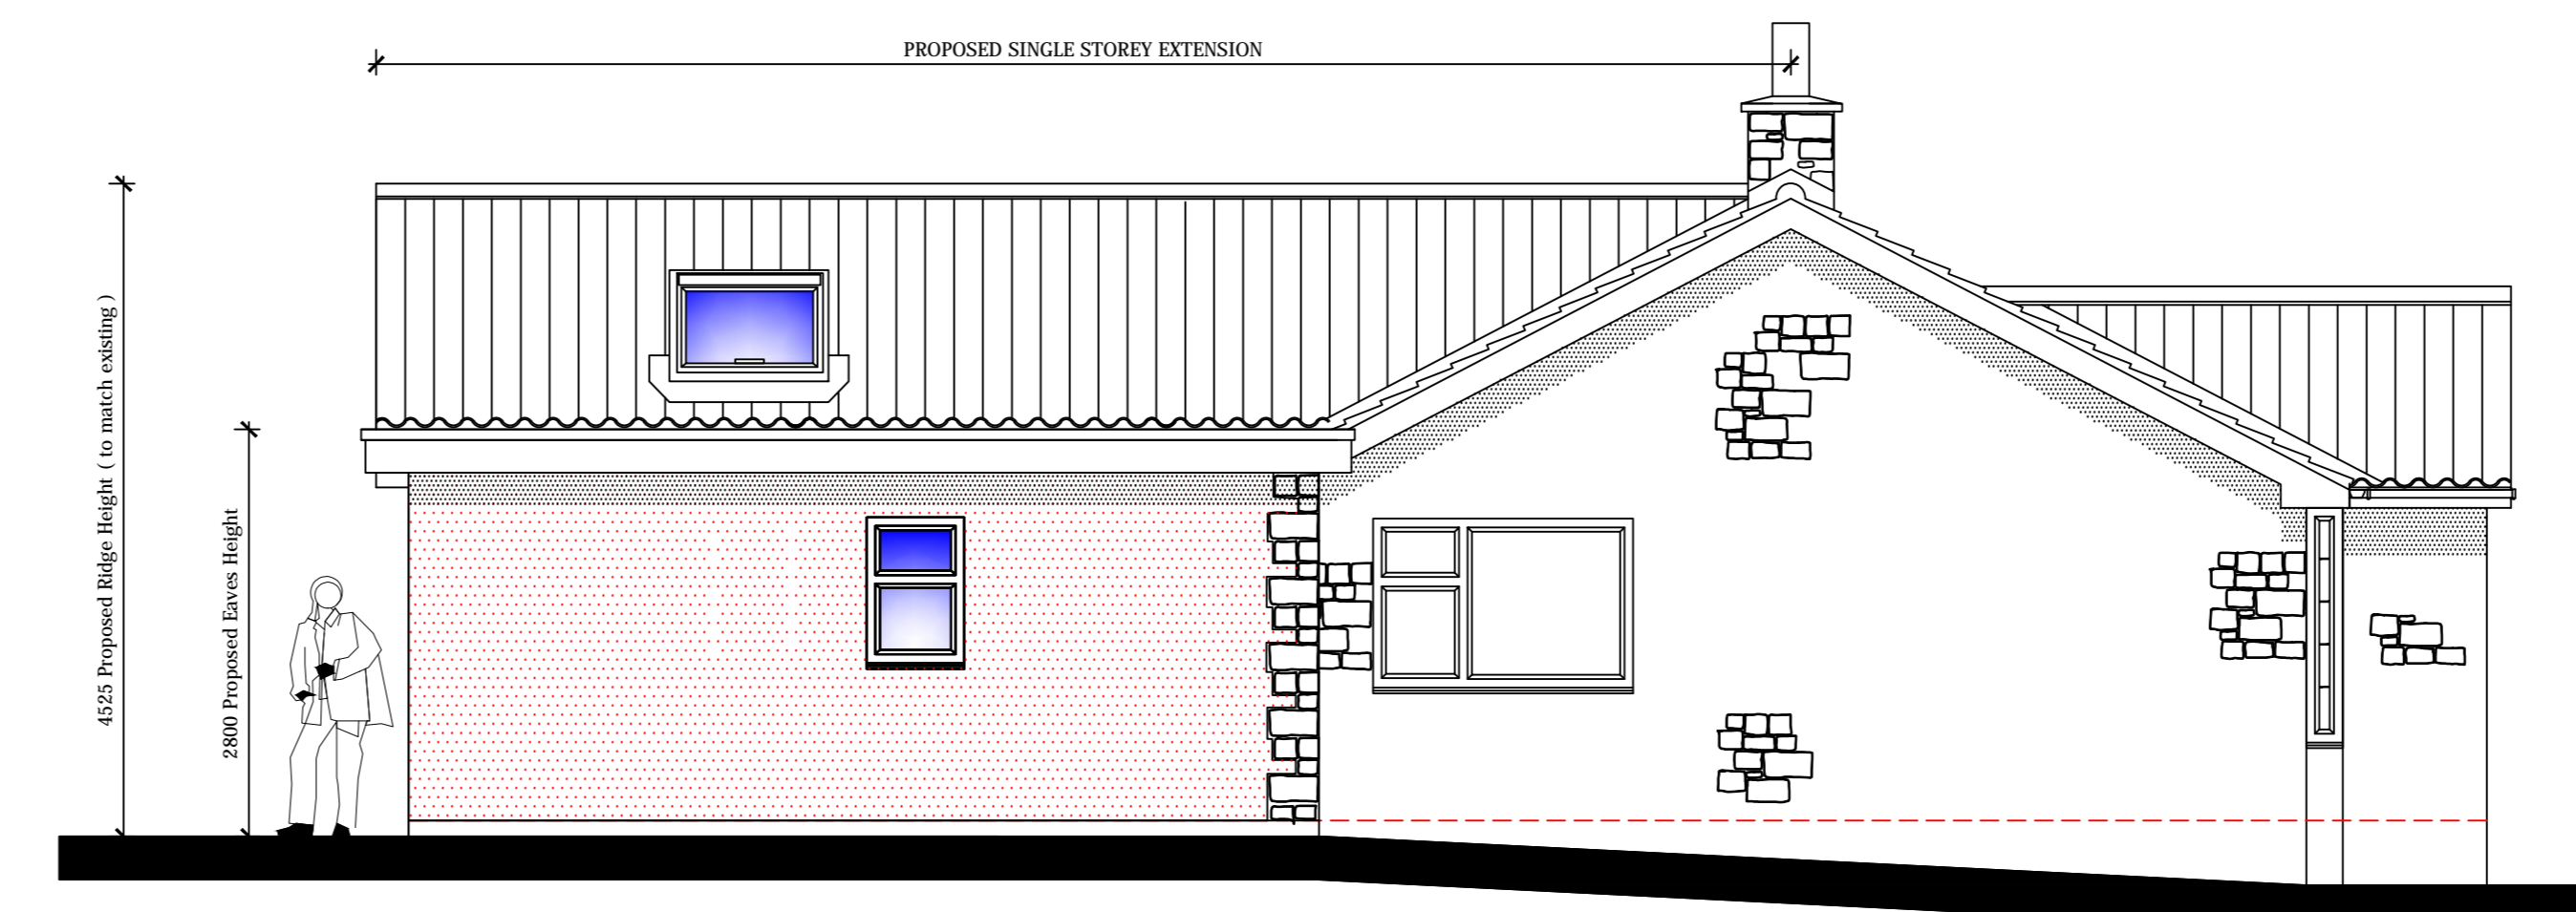 PROPOSED SINGLE STOREY EXTENSION
4525 Proposed Ridge Height ( to match existing )
2800 Proposed Eaves Height